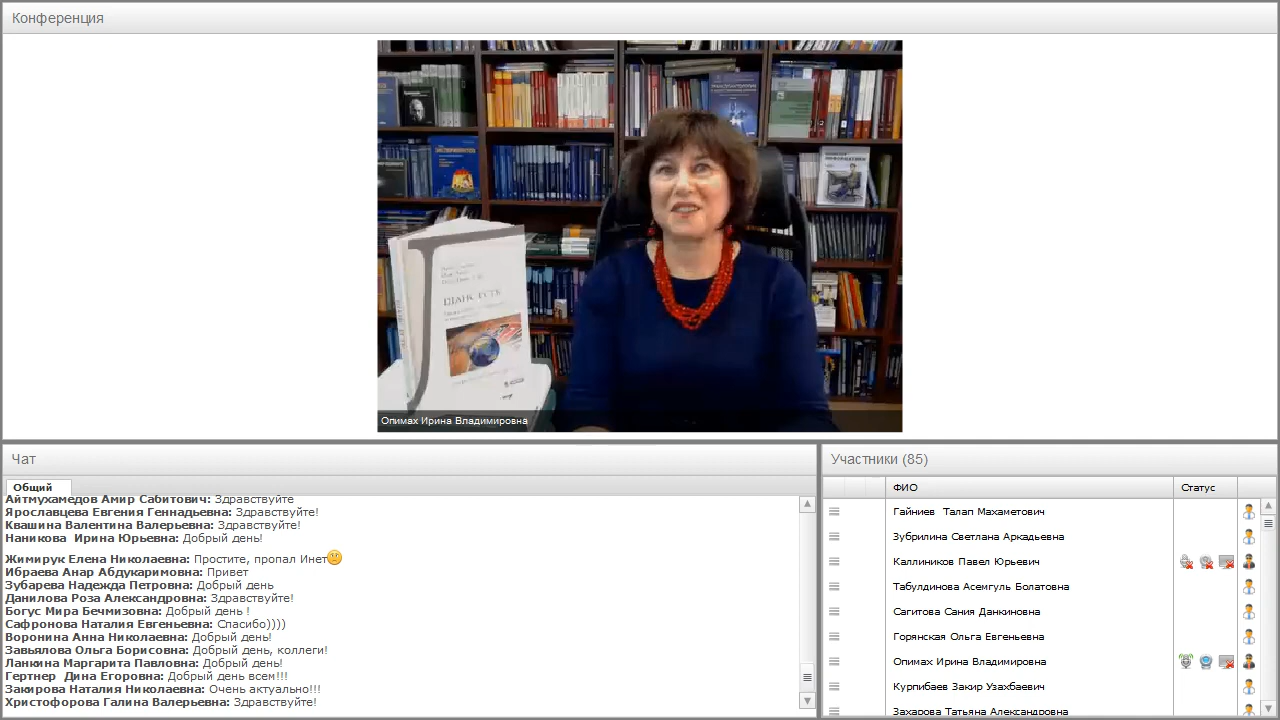 Конференция
ШАНС ЕСТЬ
Опимах Ирина Владимировна
Чат
Общий
Айтмухамедов Амир Сабитович: Здравствуйте
Ярославцева Евгения Геннадьевна: Здравствуйте!
Квашина Валентина Валерьевна: Здравствуйте!
Наникова Ирина Юрьевна: Добрый день!
Жимирук Елена Николаевна: Простите, пропал Инет
Ибраева Анар Абдукаримовна: Привет
Зубарева Надежда Петровна: Добрый день
Данилова Роза Александровна: Здравствуйте!
Богус Мира Бечмизовна: Добрый день !
Сафронова Наталия Евгеньевна: Спасибо))))
Воронина Анна Николаевна: Добрый день!
Завьялова Ольга Борисовна: Добрый день, коллеги!
Ланкина Маргарита Павловна: Добрый день!
Гертнер Дина Егоровна: Добрый день всем!!!
Закирова Наталия Николаевна: Очень актуально!!!
Христофорова Галина Валерьевна: Здраввуйте!
Участники (85)
ФИО Статус
Гайниев Талап Махаметович
Зубрилина Светлана Аркадьевна
Каллиников Павел Юрьевич
Табулдинова Асемгуль Болатовна
Сагитова Сания Данкиновна
Горянская Ольга Евгеньевна
Опимах Ирина Владимировна
Курпибаев Закир Узакбаевич
Захарова Татьяна Александровна